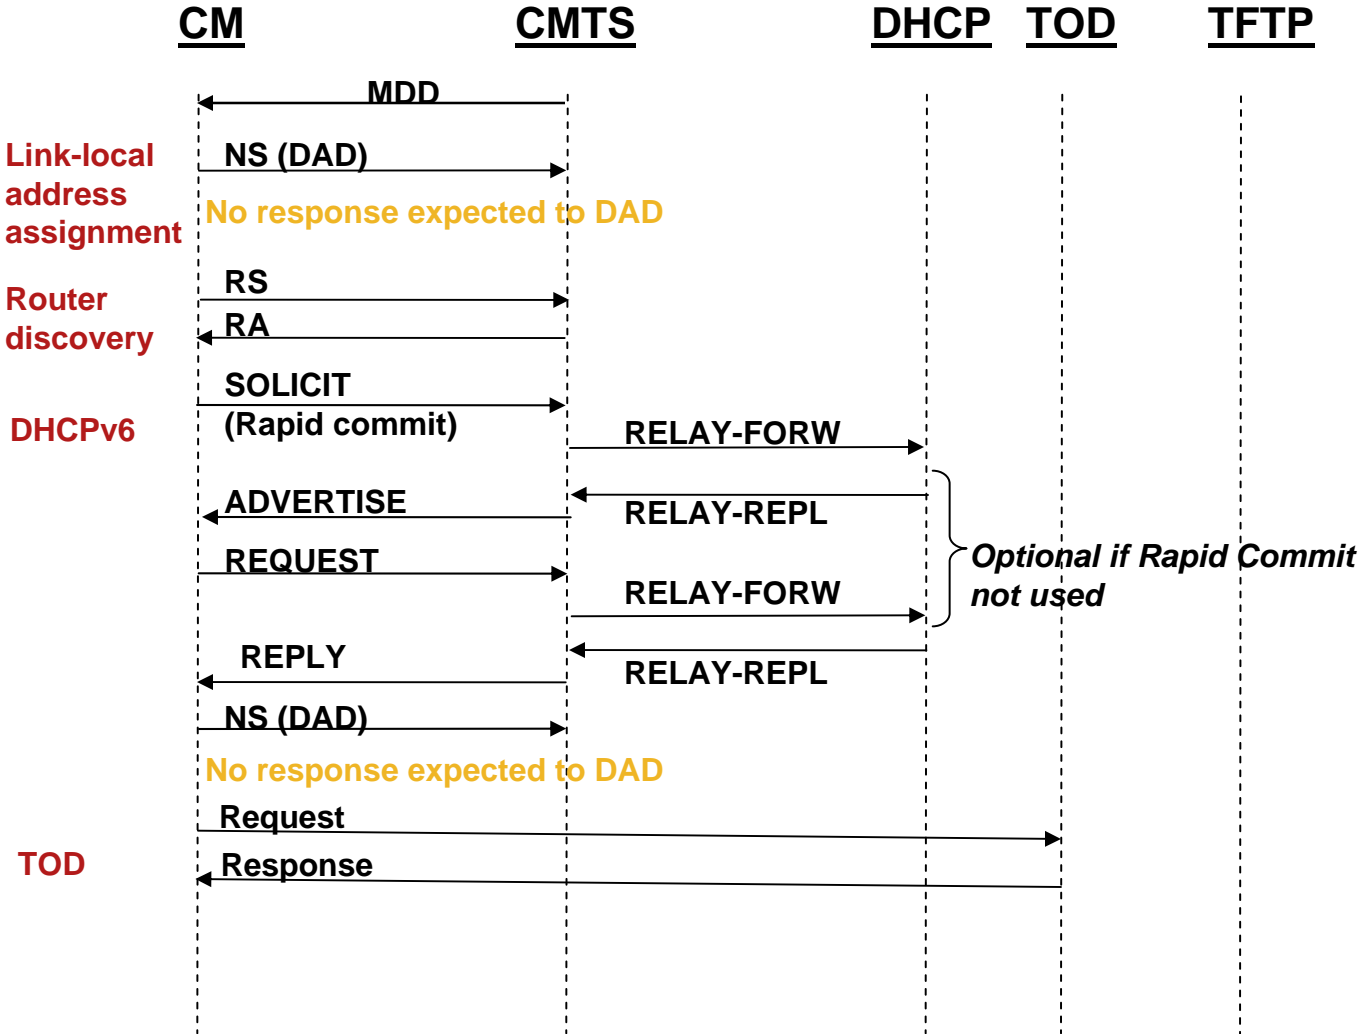 CM CMTS DHCP TOD TFTP
MDD
Link-local
address
assignment
NS (DAD)
No response expected to DAD
Router
discovery
RS
RA
DHCPv6
SOLICIT
(Rapid commit)
RELAY-FORW
ADVERTISE
RELAY-REPL
REQUEST
Optional if Rapid Commit
not used
RELAY-FORW
REPLY
RELAY-REPL
NS (DAD)
No response expected to DAD
Request
TOD
Response